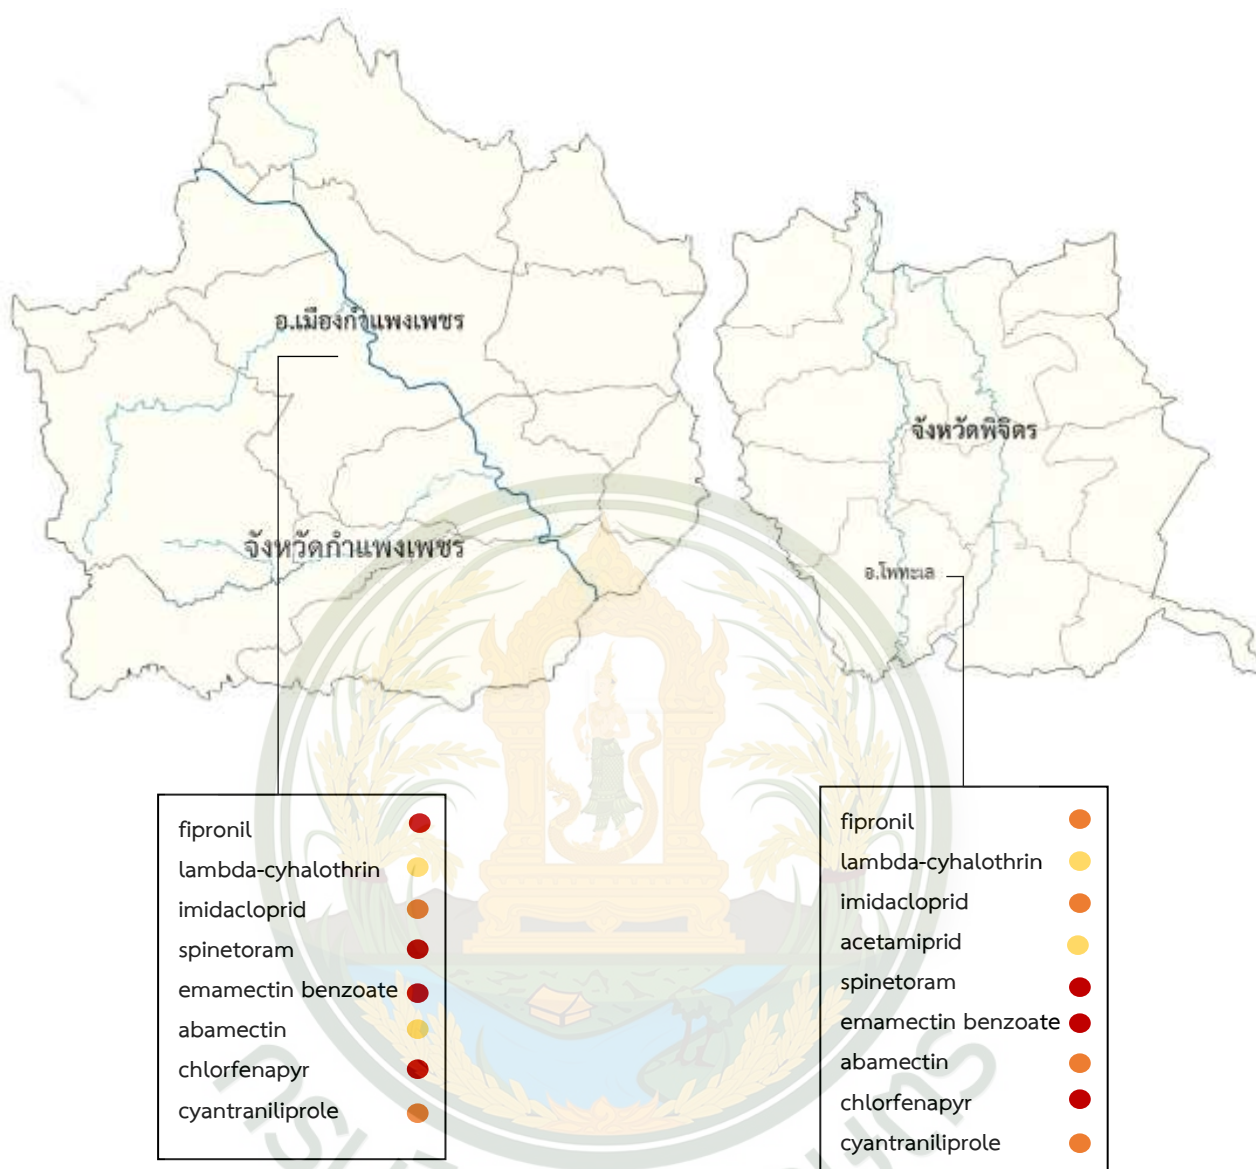 อ.เมืองกำแพงเพชร
จังหวัดกำแพงเพชร
จังหวัดพิจิตร
อ.โพทะเล
fipronil
lambda-cyhalothrin
imidacloprid
spinetoram
emamectin benzoate
abamectin
chlorfenapyr
cyantraniliprole
fipronil
lambda-cyhalothrin
imidacloprid
acetamiprid
spinetoram
emamectin benzoate
abamectin
chlorfenapyr
cyantraniliprole